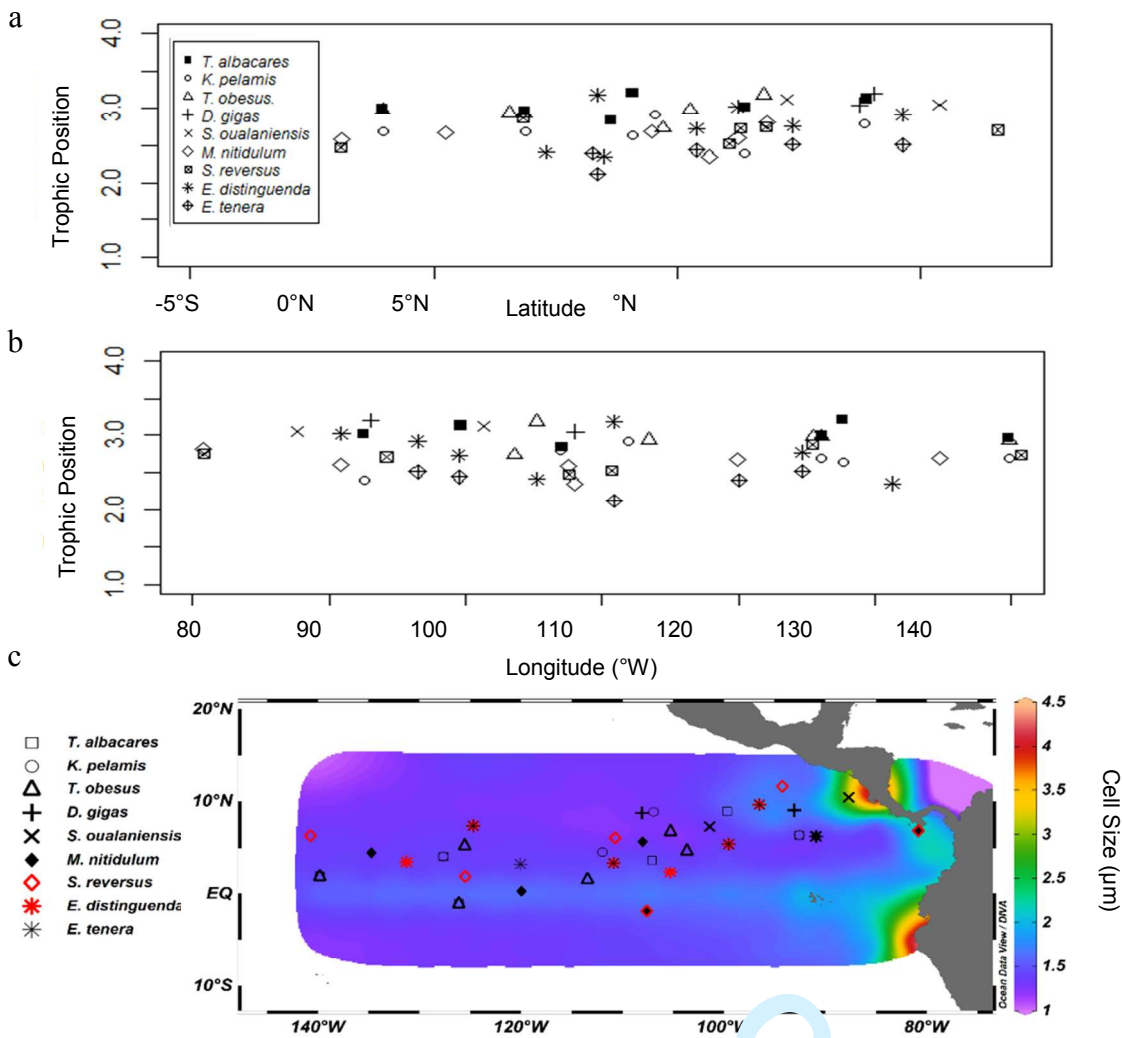 a
4.0
3.0
2.0
1.0
Trophic Position
T. albacares
K. pelamis
T. obesus.
D. gigas
S. oualaniensis
M. nitidulum
S. reversus
E. distinguenda
E. tenera
-5°S 0°N 5°N Latitude °N
b
4.0
3.0
2.0
1.0
Trophic Position
80 90 100 110 120 130 140
Longitude (°W)
c
T. albacares
K. pelamis
T. obesus
D. gigas
S. oualaniensis
M. nitidulum
S. reversus
E. distinguenda
E. tenera
20°N
10°N
EQ
10°S
140°W 120°W 100°W 80°W
Ocean Data View / DIVA
4.5
4
3.5
3
2.5
2
1.5
1
Cell Size (µm)